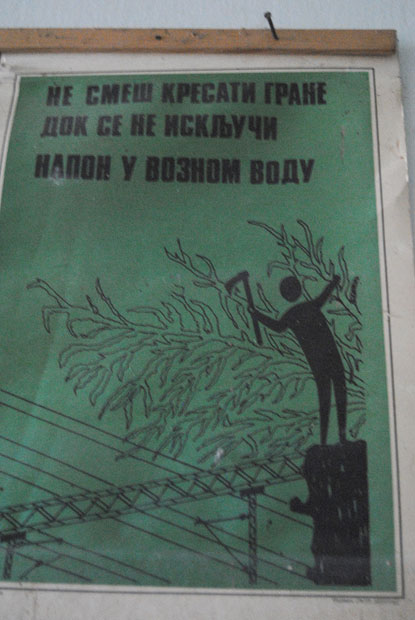 НЕ СМЕШ КРЕСАТИ ГРАНЕ
ДОК СЕ НЕ ИСКЉУЧИ
НАПОН У ВОЗНОМ ВОДУ